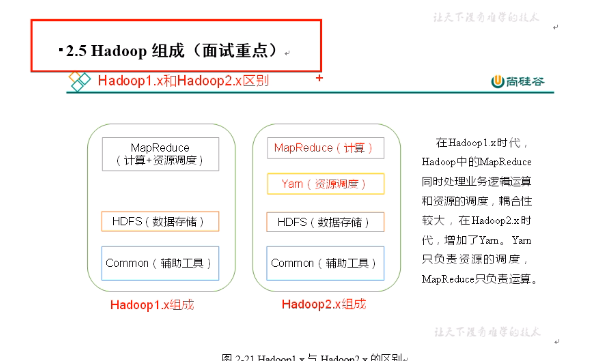 让天下没有难学的技术
2.5 Hadoop 组成（面试重点）
Hadoop1.x和Hadoop2.x区别
尚硅谷
MapReduce
（计算+资源调度）
HDFS（数据存储）
Common（辅助工具）
Hadoop1.x组成
MapReduce（计算）
Yarn（资源调度）
HDFS（数据存储）
Common（辅助工具）
Hadoop2.x组成
在Hadoop1.x时代，
Hadoop中的MapReduce
同时处理业务逻辑运算
和资源的调度，耦合性
较大，在Hadoop2.x时
代，增加了Yarn。Yarn
只负责资源的调度，
MapReduce只负责运算。
让天下没有难学的技术
图 2-21 Hadoop1.x 与 Hadoop2.x 的区别